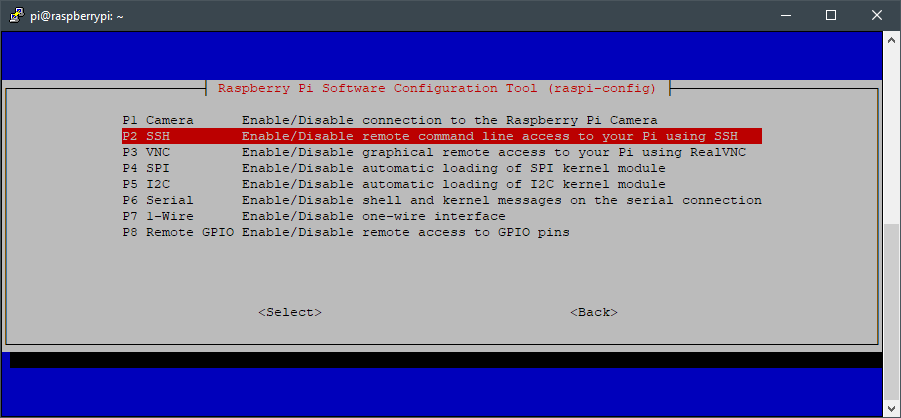 pi@raspberrypi: ~
Raspberry Pi Software Configuration Tool (raspi-config)
P1 Camera Enable/Disable connection to the Raspberry Pi Camera
P2 SSH Enable/Disable remote command line access to your Pi using SSH
P3 VNC Enable/Disable graphical remote access to your Pi using RealVNC
P4 SPI Enable/Disable automatic loading of SPI kernel module
P5 I2C Enable/Disable automatic loading of I2C kernel module
P6 Serial Enable/Disable shell and kernel messages on the serial connection
P7 1-Wire Enable/Disable one-wire interface
P8 Remote GPIO Enable/Disable remote access to GPIO pins
<Select> <Back>